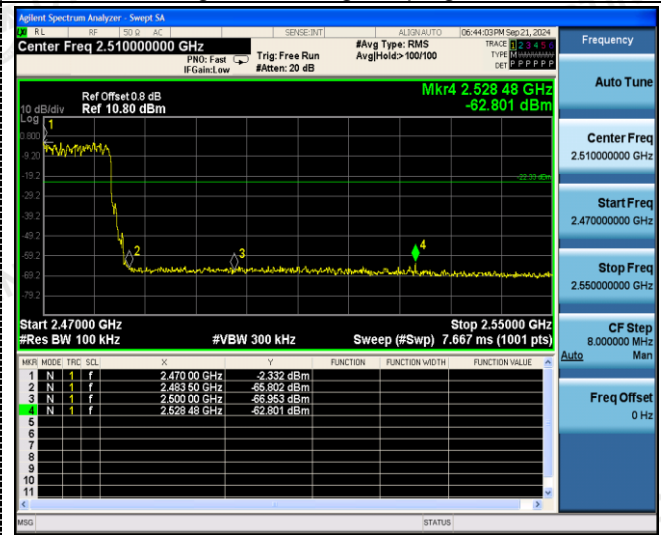 Agilent Spectrum Analyzer - Swept SA
RL RF 50 Ω AC SENSE:INT ALIGN AUTO 06:44:03PM Sep 21, 2024
Center Freq 2.510000000 GHz
PNO: Fast
IFGain:Low
Trig: Free Run
#Atten: 20 dB
#Avg Type: RMS
Avg|Hold:>100/100
TRACE 1 2 3 4 5 6
TYPE M
DET P P P P P P
Ref Offset 0.8 dB
10 dB/div Ref 10.80 dBm
Log
Mkr4 2.528 48 GHz
-62.801 dBm
0.800
-9.20
-19.2
-29.2
-39.2
-49.2
-59.2
-69.2
-79.2
1
2
3
4
-22.33 dBm
Start 2.47000 GHz Stop 2.55000 GHz
#Res BW 100 kHz #VBW 300 kHz Sweep (#Swp) 7.667 ms (1001 pts)
MKR MODE TRC SCL X Y FUNCTION FUNCTION WIDTH FUNCTION VALUE
1 N 1 f 2.470 00 GHz -2.332 dBm
2 N 1 f 2.483 50 GHz -65.802 dBm
3 N 1 f 2.500 00 GHz -66.953 dBm
4 N 1 f 2.528 48 GHz -62.801 dBm
5
6
7
8
9
10
11
MSG STATUS
Frequency
Auto Tune
Center Freq
2.510000000 GHz
Start Freq
2.470000000 GHz
Stop Freq
2.550000000 GHz
CF Step
8.000000 MHz
Auto Man
Freq Offset
0 Hz